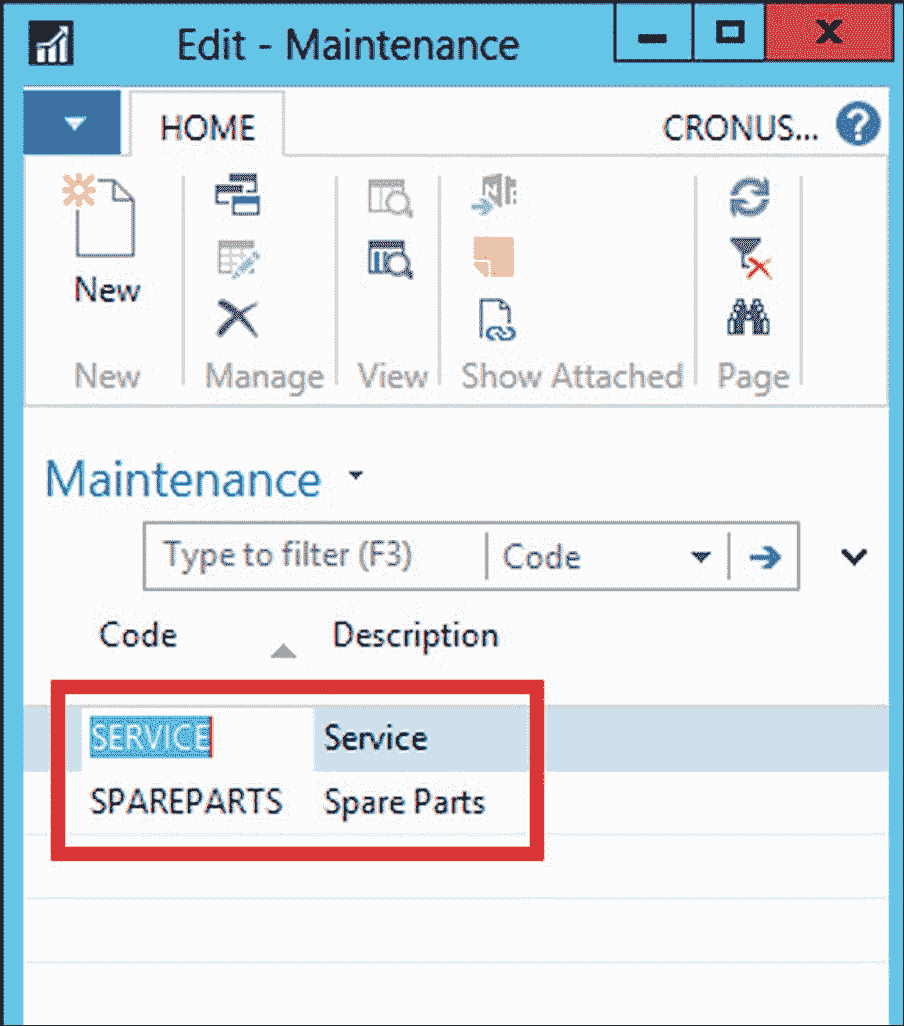 Edit - Maintenance
HOME CRONUS...
New
New Manage View Show Attached Page
Maintenance
Type to filter (F3) Code
Code Description
SERVICE Service
SPAREPARTS Spare Parts